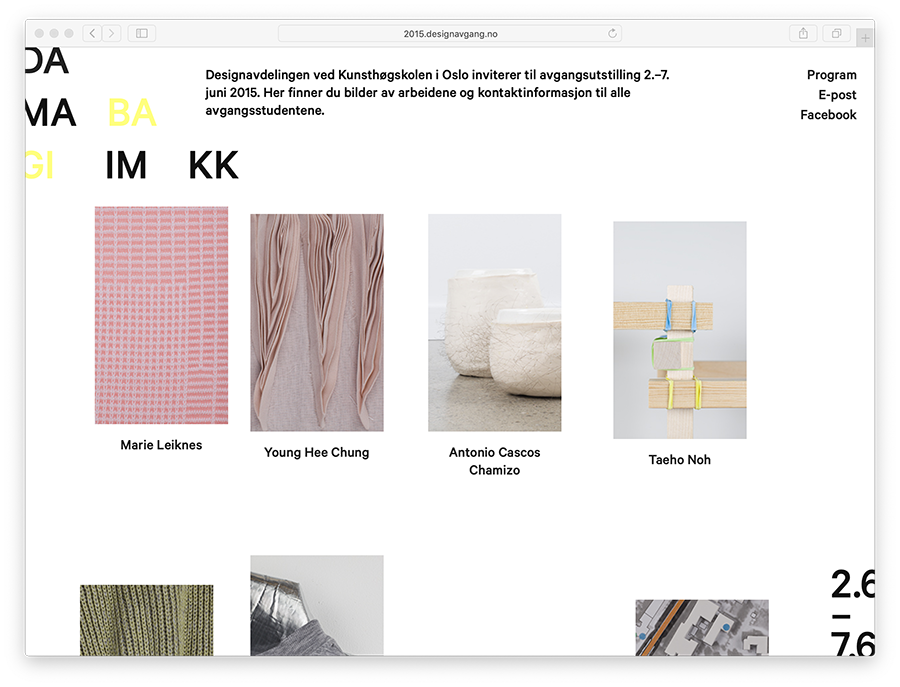 2015.designavgang.no
DA
MA BA
GI IM KK
Designavdelingen ved Kunsthøgskolen i Oslo inviterer til avgangsutstilling 2.–7.
juni 2015. Her finner du bilder av arbeidene og kontaktinformasjon til alle
avgangsstudentene.
Program
E-post
Facebook
Marie Leiknes
Young Hee Chung
Antonio Cascos
Chamizo
Taeho Noh
2.6
–
7.6